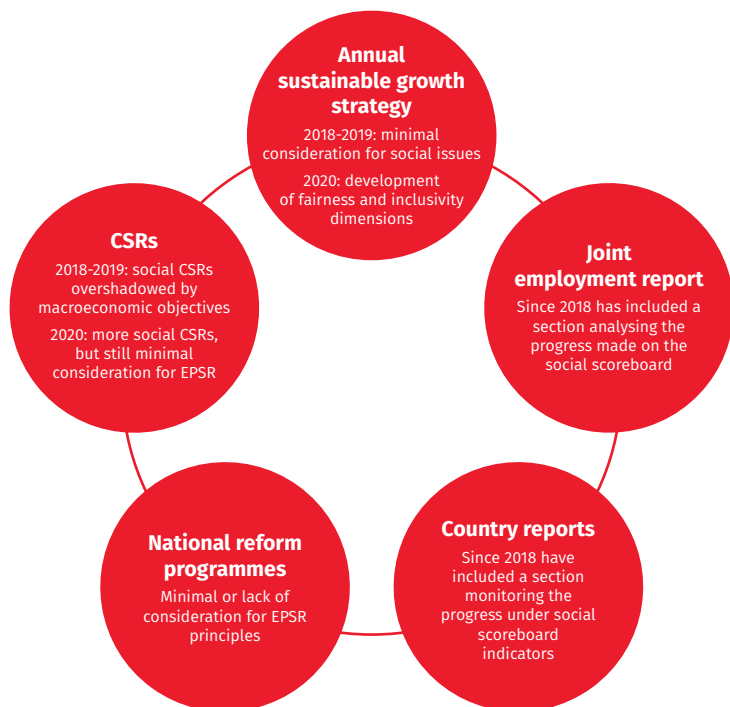 Annual
sustainable growth
strategy
2018-2019: minimal
consideration for social issues
2020: development
of fairness and inclusivity
dimensions
Joint
employment report
Since 2018 has included a
section analysing the
progress made on the
social scoreboard
Country reports
Since 2018 have
included a section
monitoring the
progress under social
scoreboard
indicators
National reform
programmes
Minimal or lack of
consideration for EPSR
principles
CSRs
2018-2019: social CSRs
overshadowed by
macroeconomic objectives
2020: more social CSRs,
but still minimal
consideration for EPSR